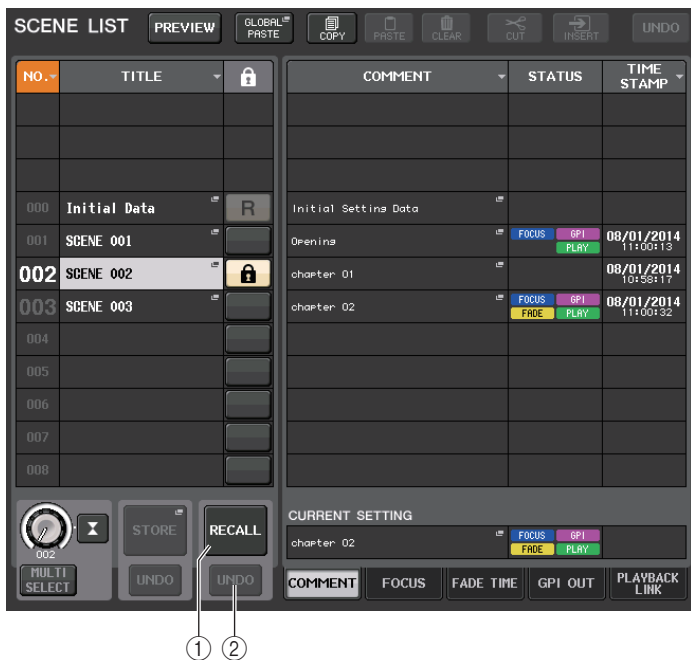 SCENE LIST PREVIEW GLOBAL PASTE COPY PASTE CLEAR CUT INSERT UNDO
NO. TITLE COMMENT STATUS TIME STAMP
000 Initial Data R Initial Setting Data
001 SCENE 001 Opening FOCUS GPI PLAY 08/01/2014 11:00:13
002 SCENE 002 chapter 01 08/01/2014 10:58:17
003 SCENE 003 chapter 02 FOCUS GPI FADE PLAY 08/01/2014 11:00:32
004
005
006
007
008
002 MULTI SELECT STORE UNDO RECALL UNDO
CURRENT SETTING
chapter 02 FOCUS GPI FADE PLAY
COMMENT FOCUS FADE TIME GPI OUT PLAYBACK LINK
① ②